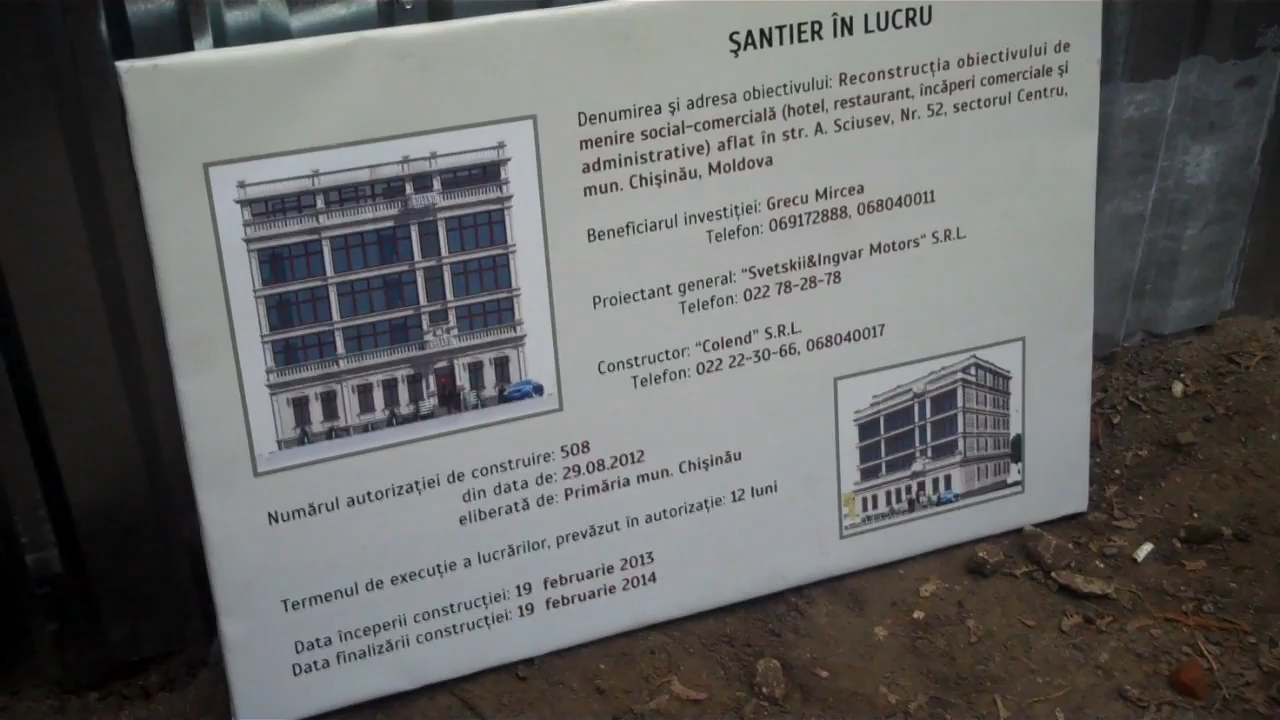 ŞANTIER ÎN LUCRU
Denumirea şi adresa obiectivului: Reconstrucţia obiectivului de
menire social-comercială (hotel, restaurant, încăperi comerciale şi
administrative) aflat în str. A. Sciusev, Nr. 52, sectorul Centru,
mun. Chişinău, Moldova
Beneficiarul investiţiei: Grecu Mircea
Telefon: 069172888, 068040011
Proiectant general: “Svetskii&Ingvar Motors“ S.R.L.
Telefon: 022 78-28-78
Constructor: “Colend” S.R.L.
Telefon: 022 22-30-66, 068040017
Numărul autorizaţiei de construire: 508
din data de: 29.08.2012
eliberată de: Primăria mun. Chişinău
Termenul de execuţie a lucrărilor, prevăzut în autorizaţie: 12 luni
Data începerii construcţiei: 19 februarie 2013
Data finalizării construcţiei: 19 februarie 2014